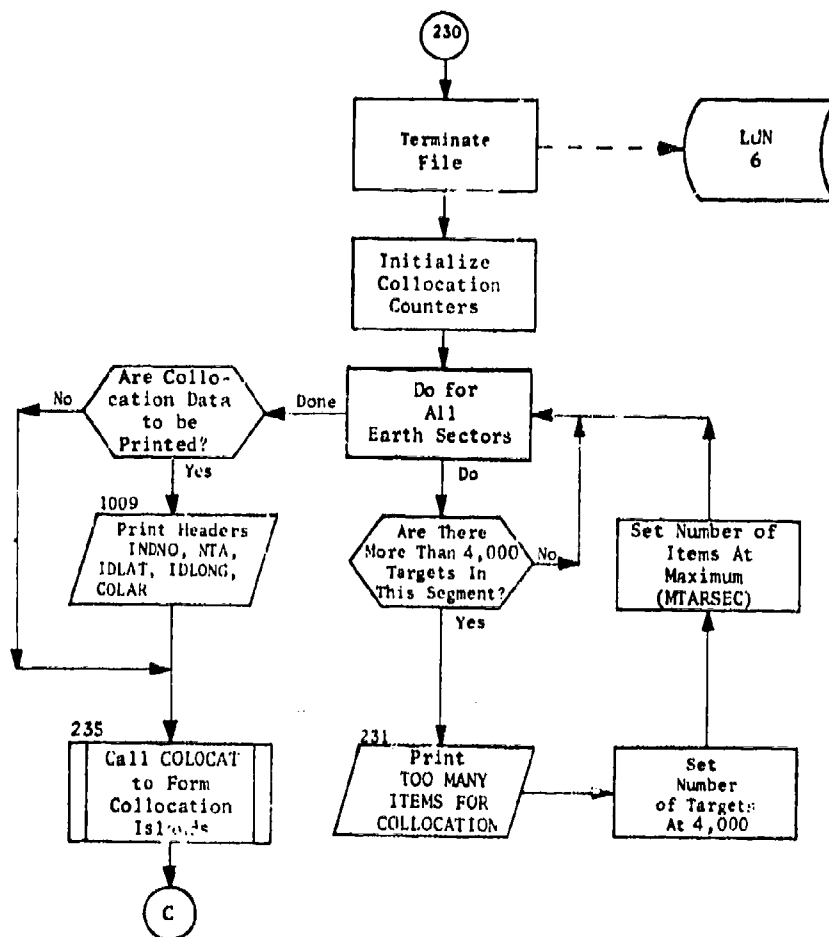 230
Terminate
File
LUN
6
Initialize
Collocation
Counters
Are Collo-
cation Data
to be
Printed?
No
Done
Do for
All
Earth Sectors
Yes
Do
1009
Print Headers
INDNO, NTA,
IDLAT, IDLONG,
COLAR
Are There
More Than 4,000
Targets In
This Segment?
No
Set Number of
Items At
Maximum
(MTARSEC)
Yes
235
Call COLOCAT
to Form
Collocation
231
Print
TOO MANY
ITEMS FOR
COLLOCATION
Set
Number
of Targets
At 4,000
C